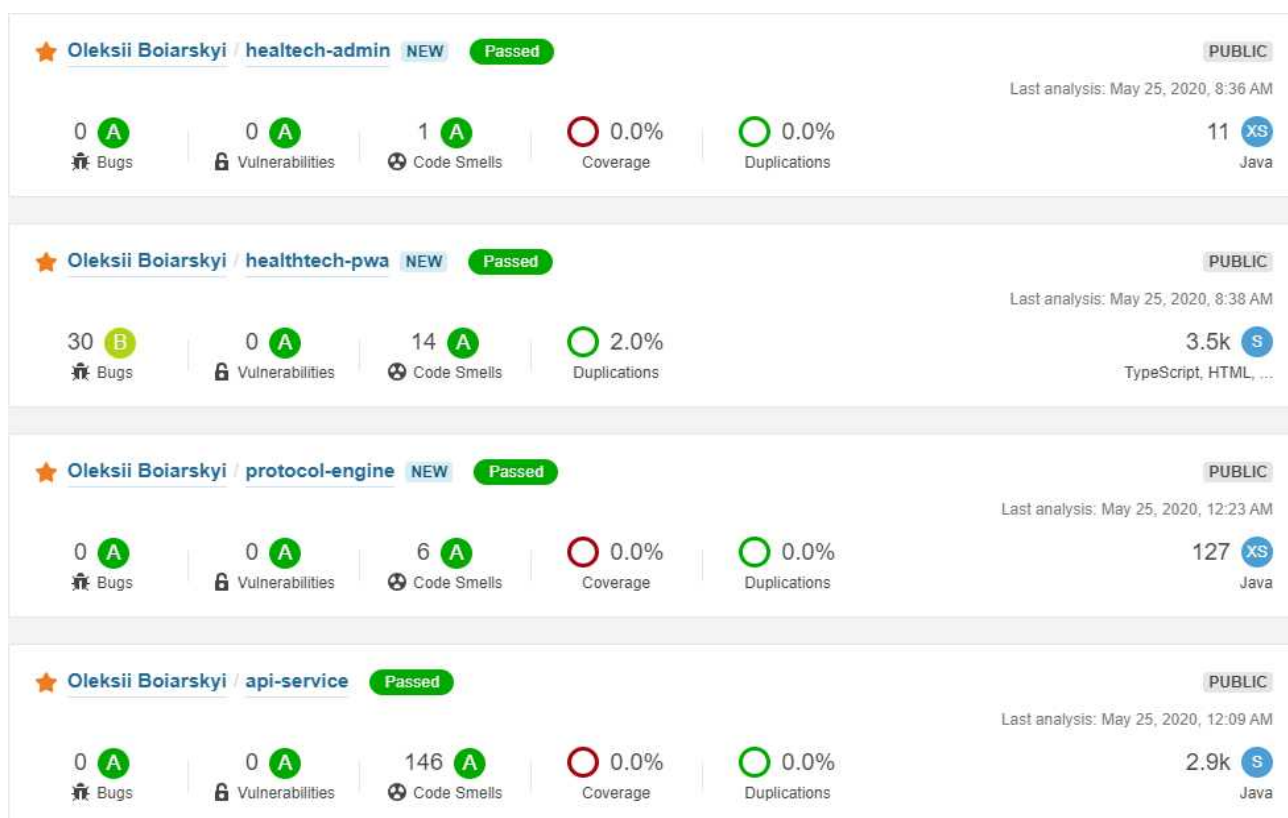 Oleksii Boiarskyi / healtech-admin NEW Passed PUBLIC
Last analysis: May 25, 2020, 8:36 AM
0 A 0 A 1 A 0.0% 0.0% 11 XS
Bugs Vulnerabilities Code Smells Coverage Duplications Java
Oleksii Boiarskyi / healthtech-pwa NEW Passed PUBLIC
Last analysis: May 25, 2020, 8:38 AM
30 B 0 A 14 A 2.0% 3.5k S
Bugs Vulnerabilities Code Smells Duplications TypeScript, HTML, ...
Oleksii Boiarskyi / protocol-engine NEW Passed PUBLIC
Last analysis: May 25, 2020, 12:23 AM
0 A 0 A 6 A 0.0% 0.0% 127 XS
Bugs Vulnerabilities Code Smells Coverage Duplications Java
Oleksii Boiarskyi / api-service Passed PUBLIC
Last analysis: May 25, 2020, 12:09 AM
0 A 0 A 146 A 0.0% 0.0% 2.9k S
Bugs Vulnerabilities Code Smells Coverage Duplications Java